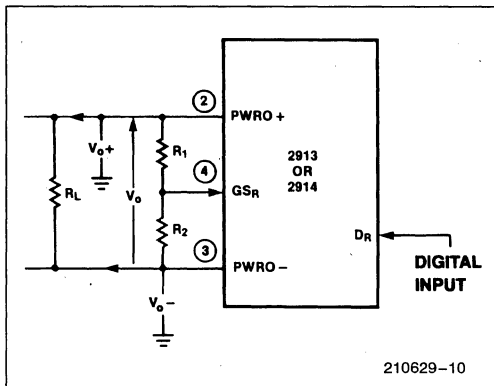 ②
PWRO+
Vo+
R1
2913
OR
2914
④
GSR
RL
Vo
R2
DR
DIGITAL
INPUT
③
PWRO−
Vo−
210629–10